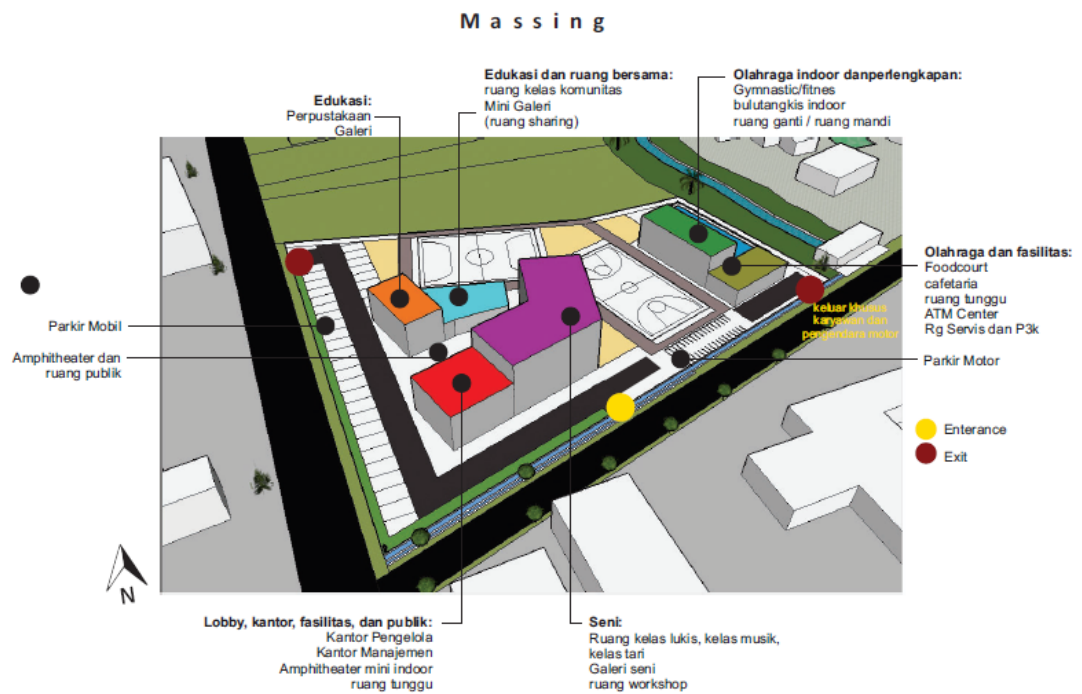 Massing
Edukasi:
Perpustakaan
Galeri
Edukasi dan ruang bersama:
ruang kelas komunitas
Mini Galeri
(ruang sharing)
Olahraga indoor danperlengkapan:
Gymnastic/fitnes
bulutangkis indoor
ruang ganti / ruang mandi
Olahraga dan fasilitas:
Foodcourt
cafetaria
ruang tunggu
ATM Center
Rg Servis dan P3k
keluar khusus
karyawan dan
pengendara motor
Parkir Mobil
Amphitheater dan
ruang publik
Parkir Motor
Enterance
Exit
N
Lobby, kantor, fasilitas, dan publik:
Kantor Pengelola
Kantor Manajemen
Amphitheater mini indoor
ruang tunggu
Seni:
Ruang kelas lukis, kelas musik,
kelas tari
Galeri seni
ruang workshop